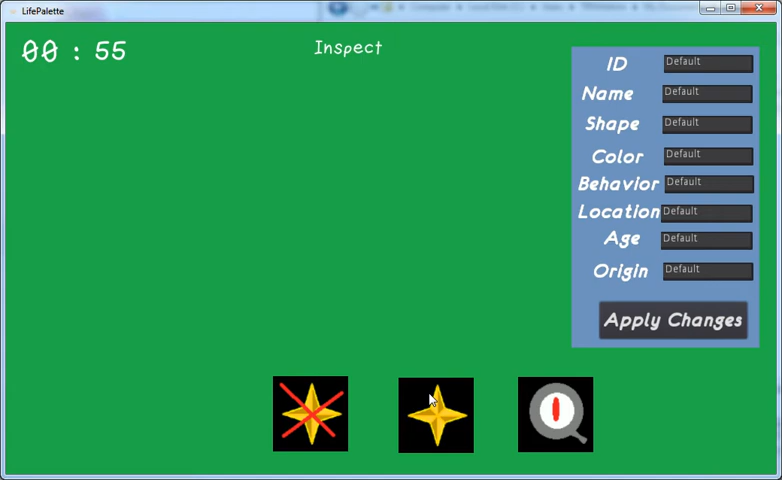 LifePalette
00 : 55
Inspect
ID Default
Name Default
Shape Default
Color Default
Behavior Default
Location Default
Age Default
Origin Default
Apply Changes